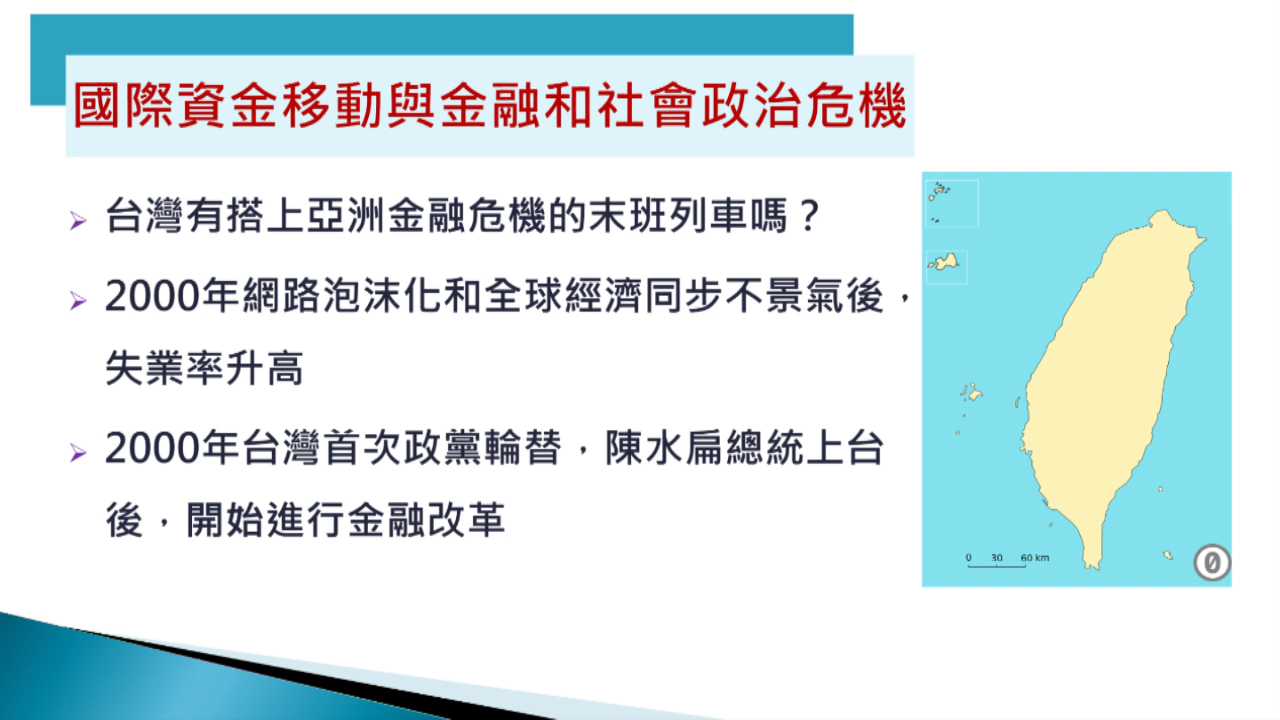 國際資金移動與金融和社會政治危機
台灣有搭上亞洲金融危機的末班列車嗎？
2000年網路泡沫化和全球經濟同步不景氣後，
失業率升高
2000年台灣首次政黨輪替，陳水扁總統上台
後，開始進行金融改革
0 30 60 km
0